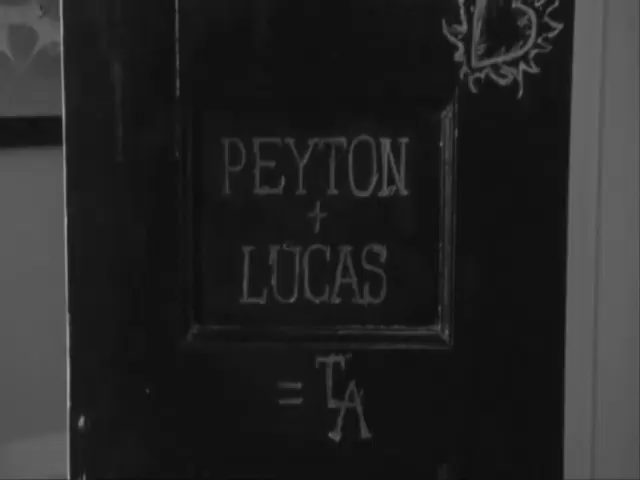 PEYTON
+
LUCAS
= TA